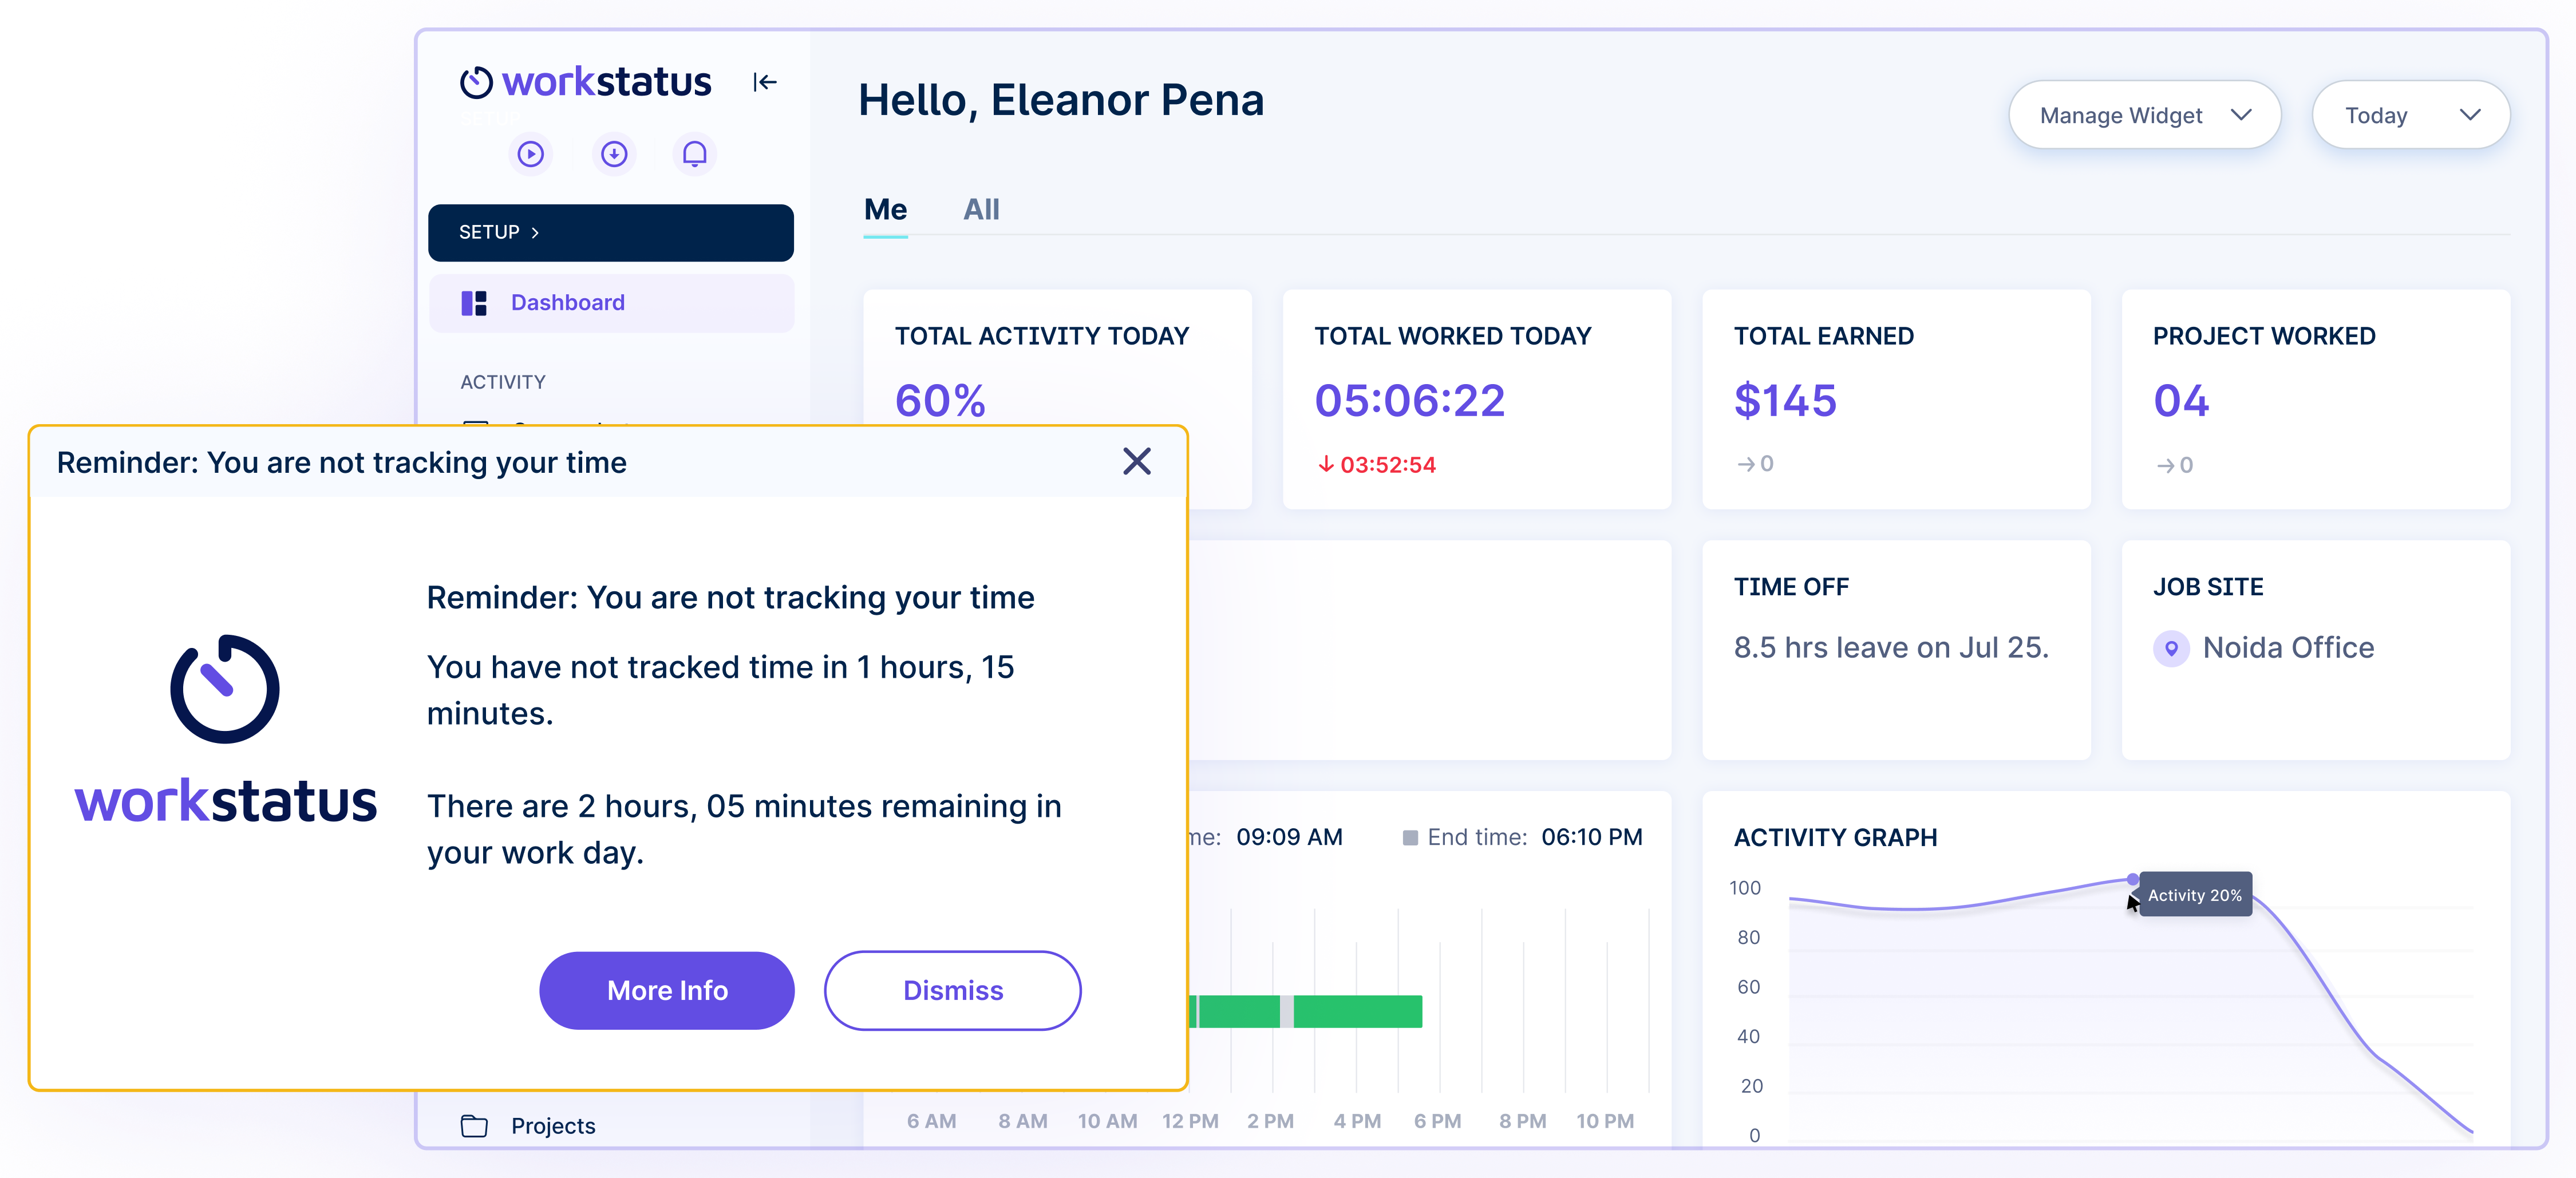 workstatus
Hello, Eleanor Pena
Manage Widget
Today
SETUP >
Me
All
Dashboard
ACTIVITY
TOTAL ACTIVITY TODAY
60%
TOTAL WORKED TODAY
05:06:22
↓ 03:52:54
TOTAL EARNED
$145
→ 0
PROJECT WORKED
04
→ 0
Reminder: You are not tracking your time
workstatus
Reminder: You are not tracking your time
You have not tracked time in 1 hours, 15
minutes.
There are 2 hours, 05 minutes remaining in
your work day.
More Info
Dismiss
TIME OFF
8.5 hrs leave on Jul 25.
JOB SITE
Noida Office
09:09 AM
End time: 06:10 PM
6 AM 8 AM 10 AM 12 PM 2 PM 4 PM 6 PM 8 PM 10 PM
ACTIVITY GRAPH
Activity 20%
100
80
60
40
20
0
Projects